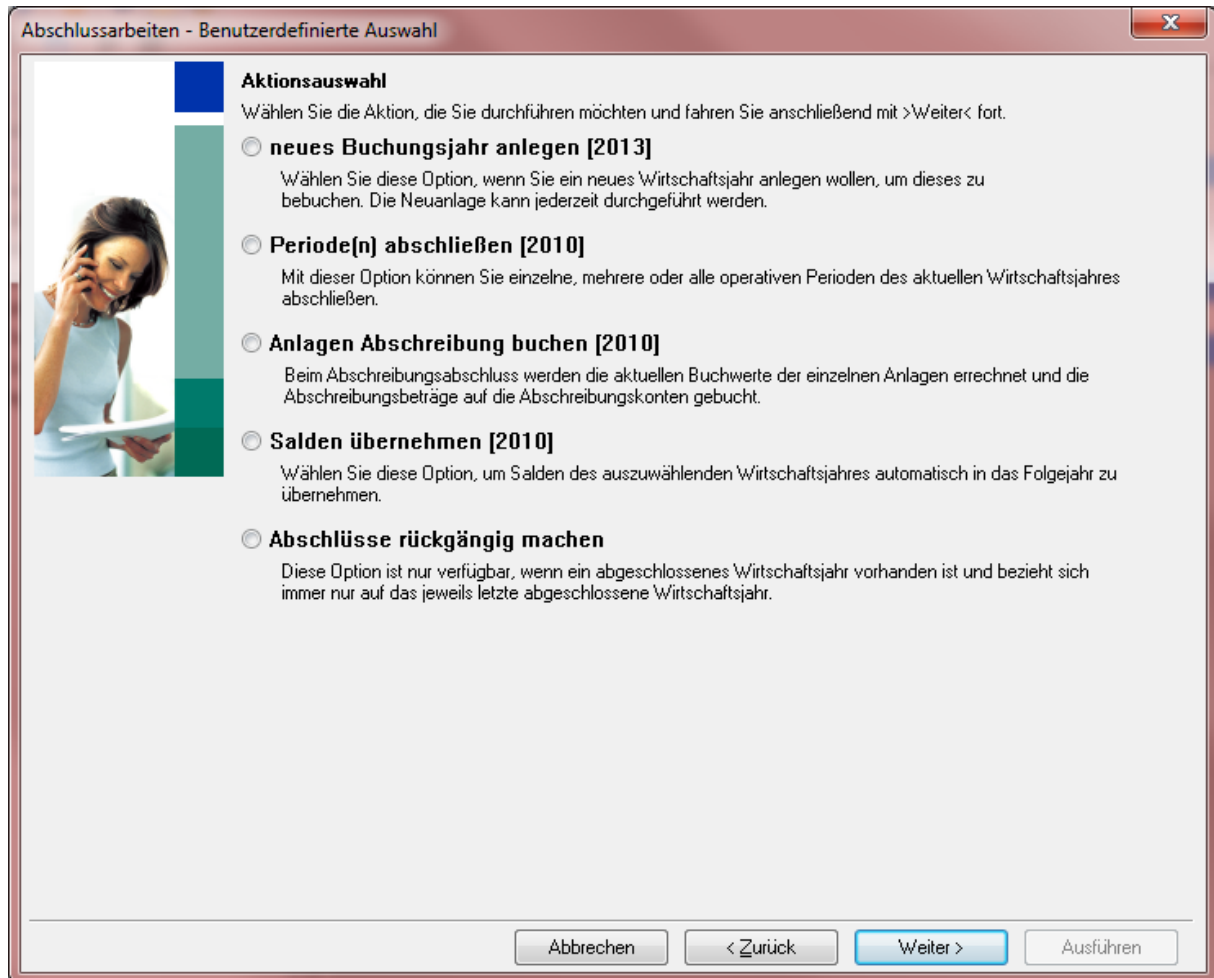 Abschlussarbeiten - Benutzerdefinierte Auswahl
Aktionsauswahl
Wählen Sie die Aktion, die Sie durchführen möchten und fahren Sie anschließend mit >Weiter< fort.
neues Buchungsjahr anlegen [2013]
Wählen Sie diese Option, wenn Sie ein neues Wirtschaftsjahr anlegen wollen, um dieses zu
bebuchen. Die Neuanlage kann jederzeit durchgeführt werden.
Periode(n) abschließen [2010]
Mit dieser Option können Sie einzelne, mehrere oder alle operativen Perioden des aktuellen Wirtschaftsjahres
abschließen.
Anlagen Abschreibung buchen [2010]
Beim Abschreibungsabschluss werden die aktuellen Buchwerte der einzelnen Anlagen errechnet und die
Abschreibungsbeträge auf die Abschreibungskonten gebucht.
Salden übernehmen [2010]
Wählen Sie diese Option, um Salden des auszuwählenden Wirtschaftsjahres automatisch in das Folgejahr zu
übernehmen.
Abschlüsse rückgängig machen
Diese Option ist nur verfügbar, wenn ein abgeschlossenes Wirtschaftsjahr vorhanden ist und bezieht sich
immer nur auf das jeweils letzte abgeschlossene Wirtschaftsjahr.
Abbrechen < Zurück Weiter > Ausführen